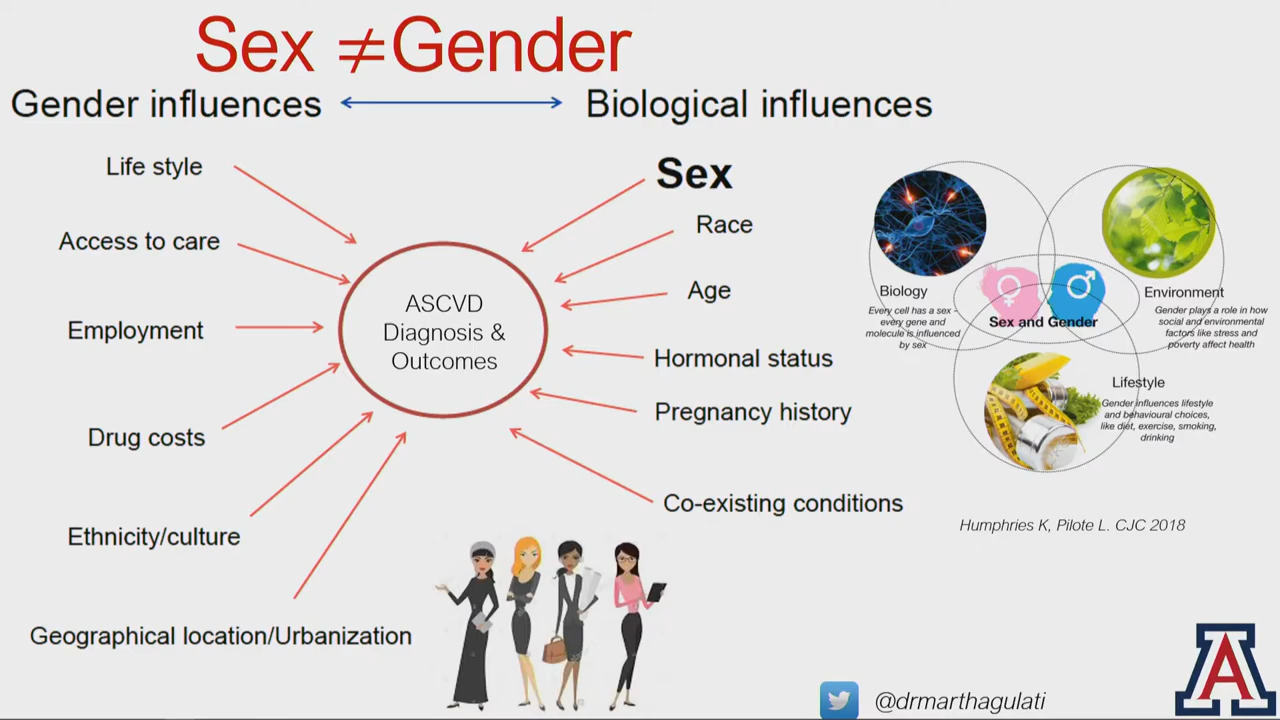 Sex ≠Gender
Gender influences
Biological influences
Life style
Access to care
Employment
Drug costs
Ethnicity/culture
Geographical location/Urbanization
ASCVD
Diagnosis &
Outcomes
Sex
Race
Age
Hormonal status
Pregnancy history
Co-existing conditions
Biology
Every cell has a sex -
every gene and
molecule is influenced
by sex
Sex and Gender
Environment
Gender plays a role in how
social and environmental
factors like stress and
poverty affect health
Lifestyle
Gender influences lifestyle
and behavioural choices,
like diet, exercise, smoking,
drinking
Humphries K, Pilote L. CJC 2018
@drmarthagulati
A